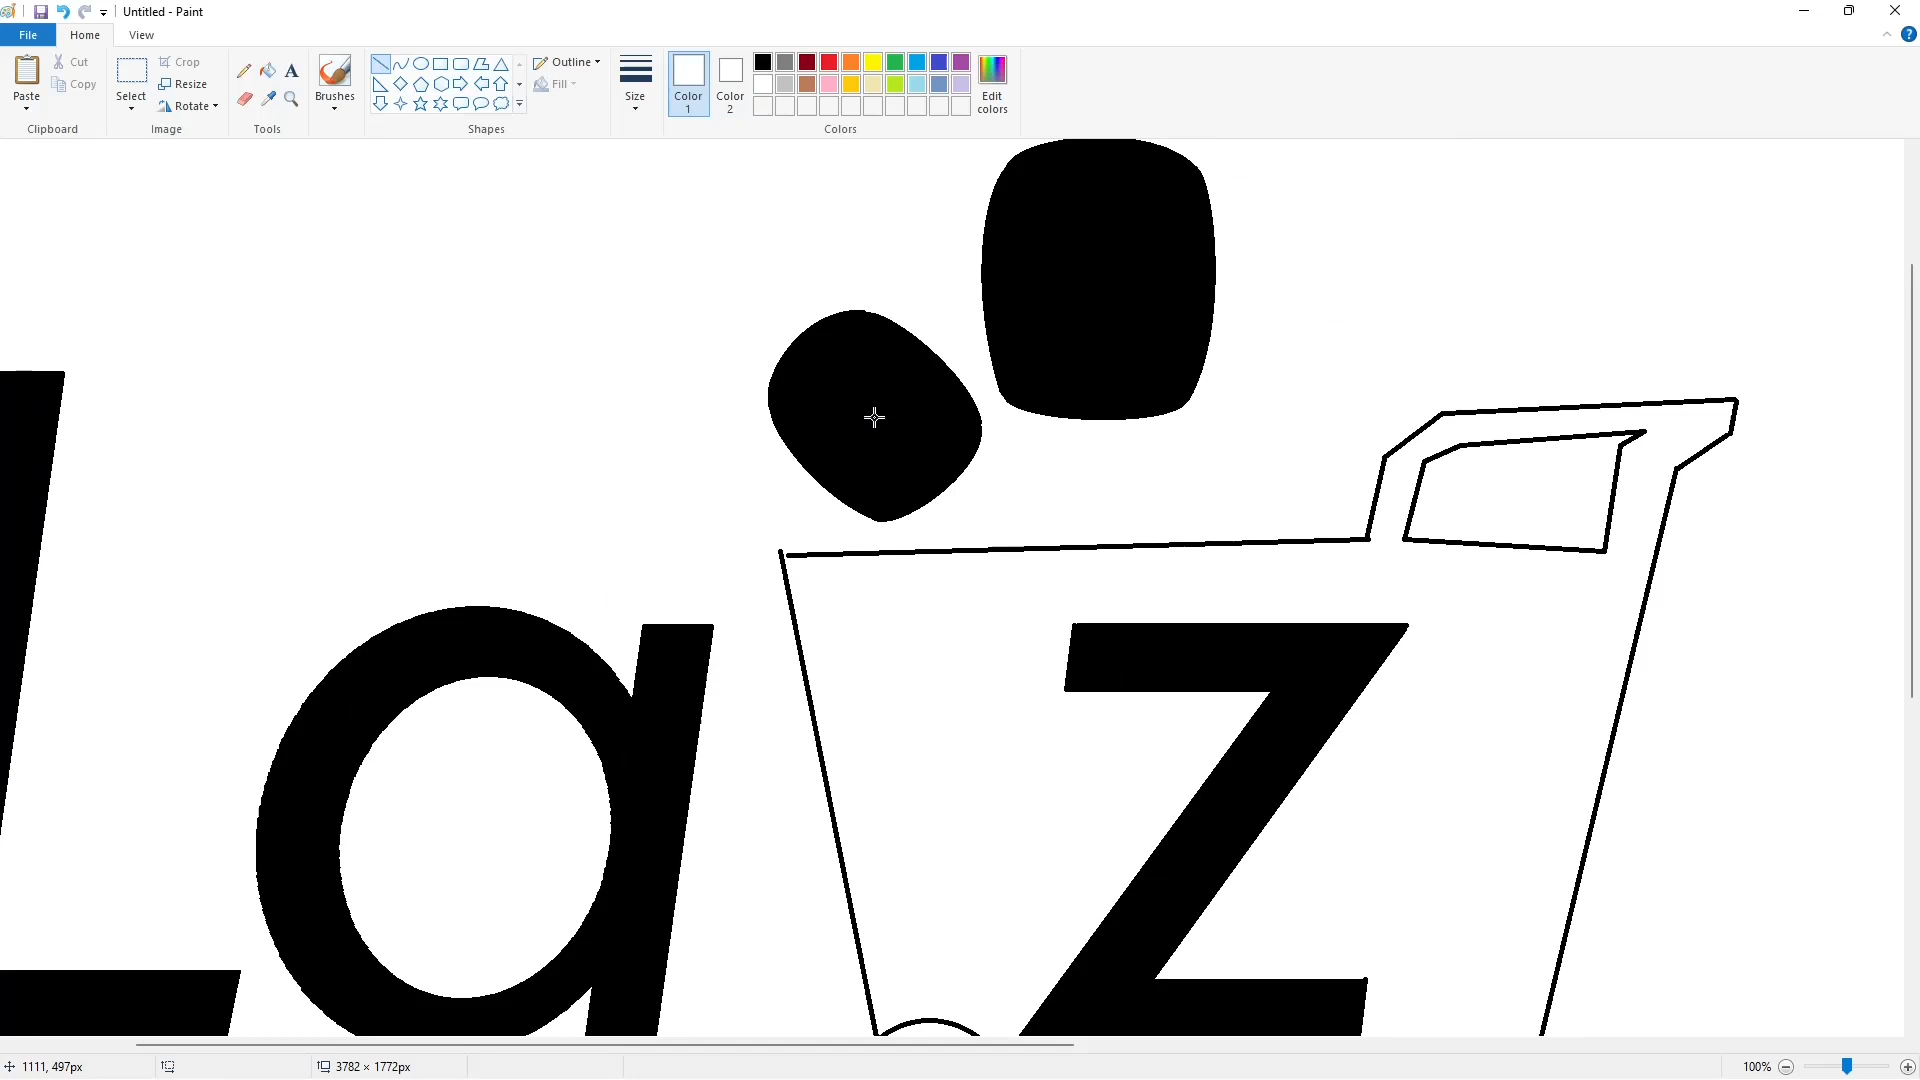 Untitled - Paint
File Home View
Paste Cut Copy Clipboard
Select Crop Resize Rotate Image
Tools
Brushes
Shapes
Outline Fill
Size
Color 1
Color 2
Edit colors
Colors
Laz
1111, 497px
3782 × 1772px
100%